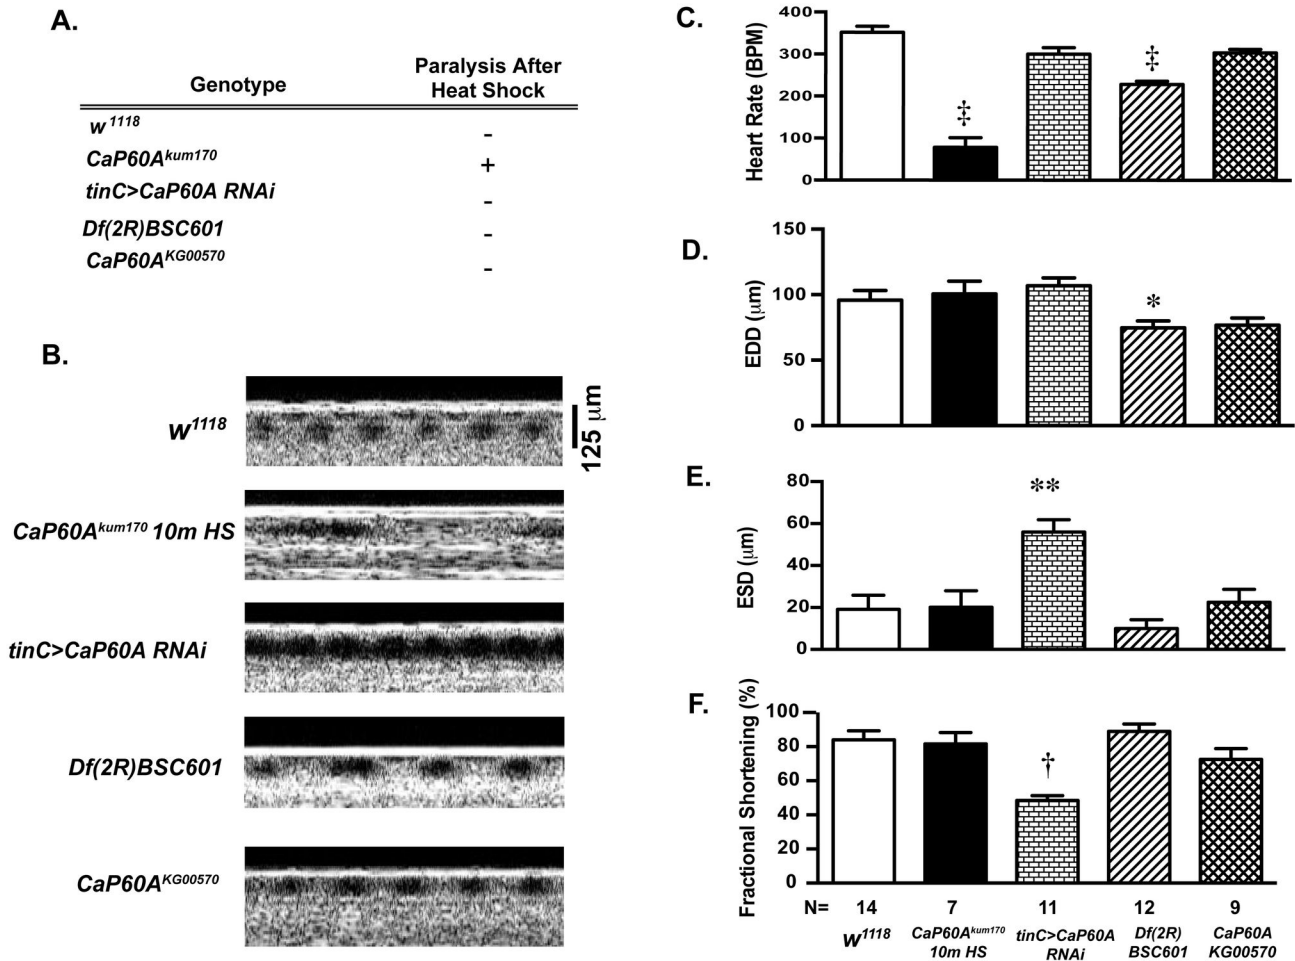 A.
Genotype
Paralysis After
Heat Shock
w1118 -
CaP60Akum170 +
tinC>CaP60A RNAi -
Df(2R)BSC601 -
CaP60AKG00570 -
B.
w1118
125 μm
CaP60Akum170 10m HS
tinC>CaP60A RNAi
Df(2R)BSC601
CaP60AKG00570
C.
Heart Rate (BPM)
400
300
200
100
0
‡
‡
D.
EDD (μm)
150
100
50
0
*
E.
ESD (μm)
80
60
40
20
0
**
F.
Fractional Shortening (%)
100
80
60
40
20
0
†
N= 14 7 11 12 9
w1118
CaP60Akum170
10m HS
tinC>CaP60A
RNAi
Df(2R)
BSC601
CaP60A
KG00570